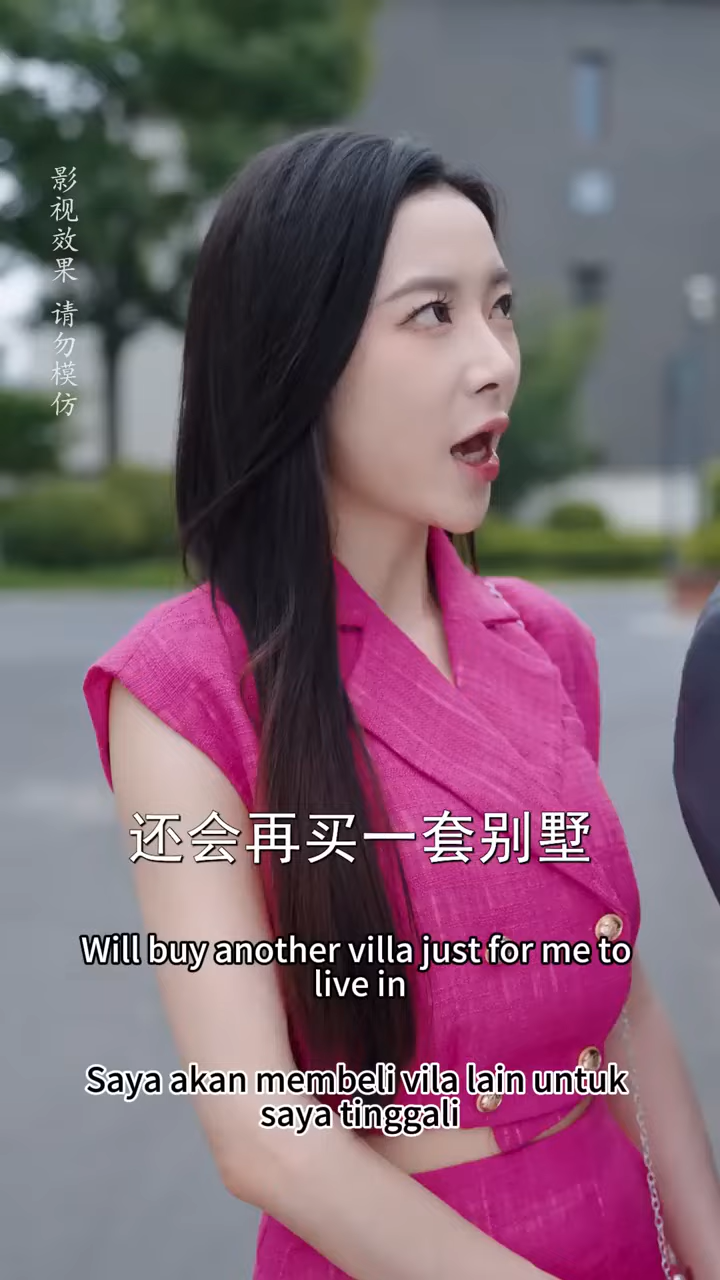 影视效果 请勿模仿
还会再买一套别墅
Will buy another villa just for me to
live in
Saya akan membeli vila lain untuk
saya tinggali